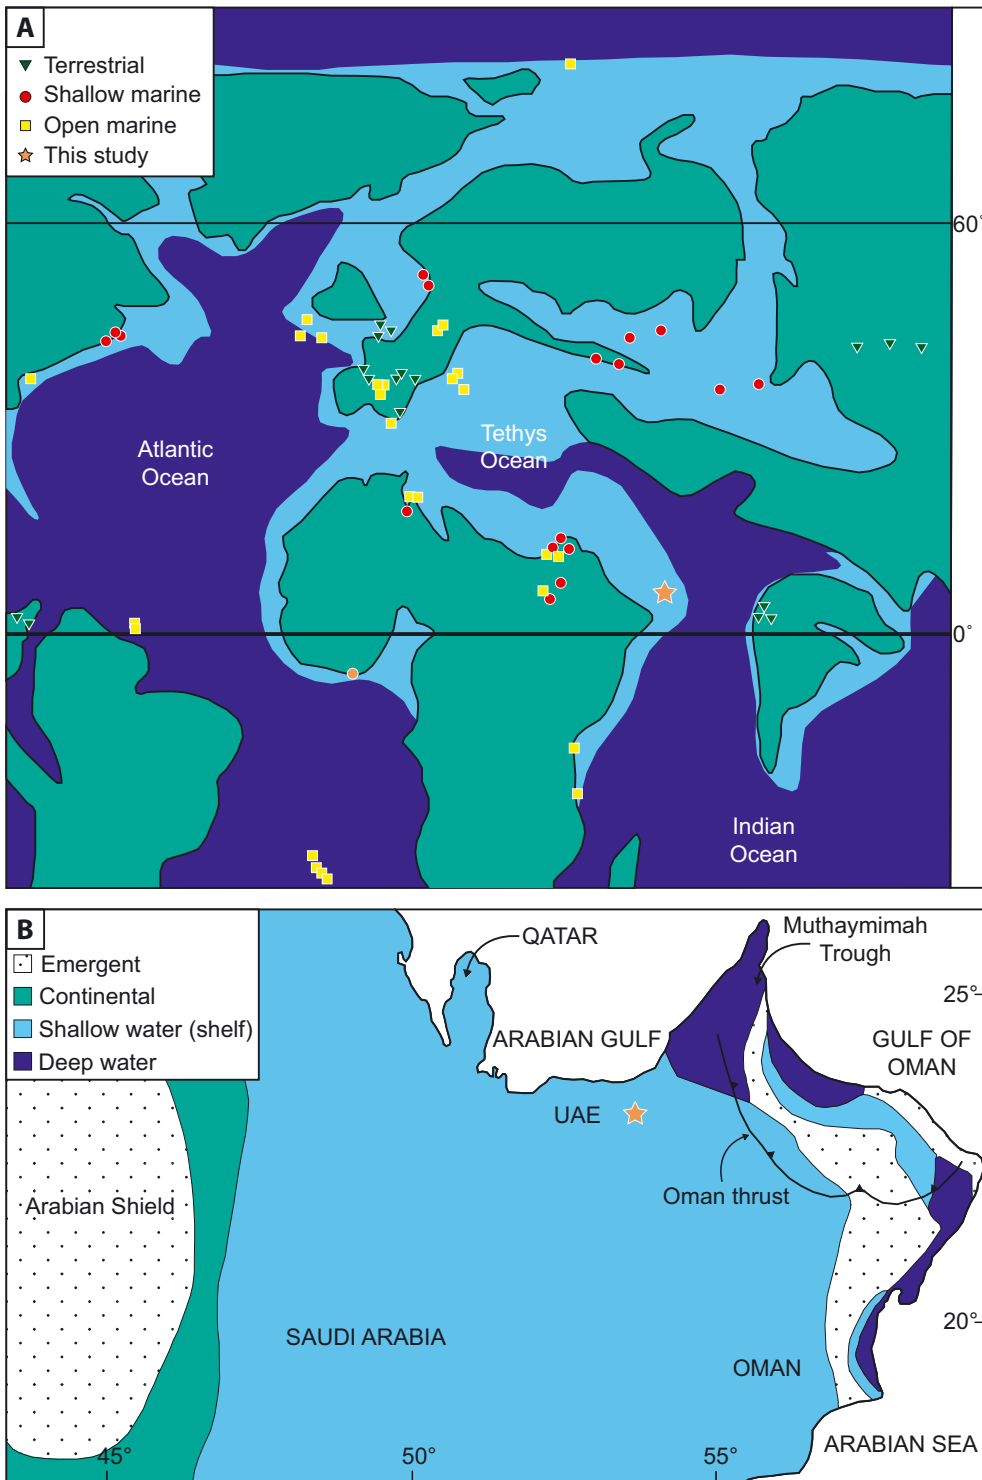 A
Terrestrial
Shallow marine
Open marine
This study
60°
Atlantic
Ocean
Tethys
Ocean
0°
Indian
Ocean
B
Emergent
Continental
Shallow water (shelf)
Deep water
QATAR
Muthaymimah
Trough
25°
ARABIAN GULF
GULF OF
OMAN
UAE
Arabian Shield
Oman thrust
SAUDI ARABIA
20°
OMAN
ARABIAN SEA
45°
50°
55°